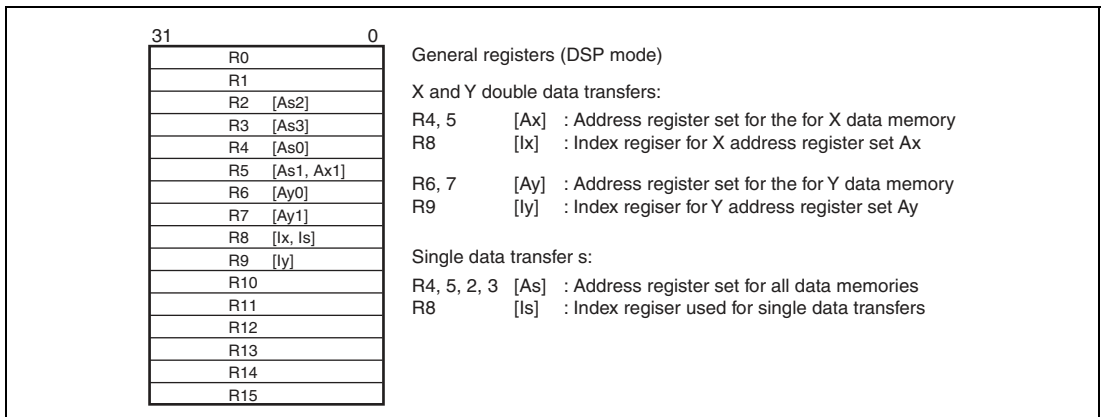 31 0
R0
R1
R2 [As2]
R3 [As3]
R4 [As0]
R5 [As1, Ax1]
R6 [Ay0]
R7 [Ay1]
R8 [Ix, Is]
R9 [Iy]
R10
R11
R12
R13
R14
R15
General registers (DSP mode)
X and Y double data transfers:
R4, 5 [Ax] : Address register set for the for X data memory
R8 [Ix] : Index regiser for X address register set Ax
R6, 7 [Ay] : Address register set for the for Y data memory
R9 [Iy] : Index regiser for Y address register set Ay
Single data transfer s:
R4, 5, 2, 3 [As] : Address register set for all data memories
R8 [Is] : Index regiser used for single data transfers